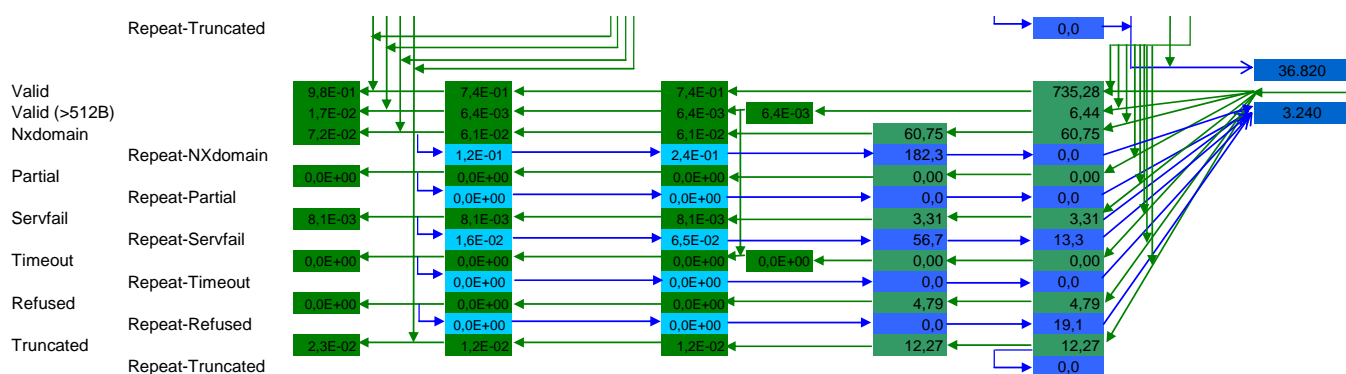 Repeat-Truncated 0,0
36.820
Valid 9,8E-01 7,4E-01 7,4E-01 735,28
Valid (>512B) 1,7E-02 6,4E-03 6,4E-03 6,4E-03 6,44 3.240
Nxdomain 7,2E-02 6,1E-02 6,1E-02 60,75 60,75
Repeat-NXdomain 1,2E-01 2,4E-01 182,3 0,0
Partial 0,0E+00 0,0E+00 0,0E+00 0,00 0,00
Repeat-Partial 0,0E+00 0,0E+00 0,0 0,0
Servfail 8,1E-03 8,1E-03 8,1E-03 3,31 3,31
Repeat-Servfail 1,6E-02 6,5E-02 56,7 13,3
Timeout 0,0E+00 0,0E+00 0,0E+00 0,0E+00 0,00 0,00
Repeat-Timeout 0,0E+00 0,0E+00 0,0 0,0
Refused 0,0E+00 0,0E+00 0,0E+00 4,79 4,79
Repeat-Refused 0,0E+00 0,0E+00 0,0 19,1
Truncated 2,3E-02 1,2E-02 1,2E-02 12,27 12,27
Repeat-Truncated 0,0